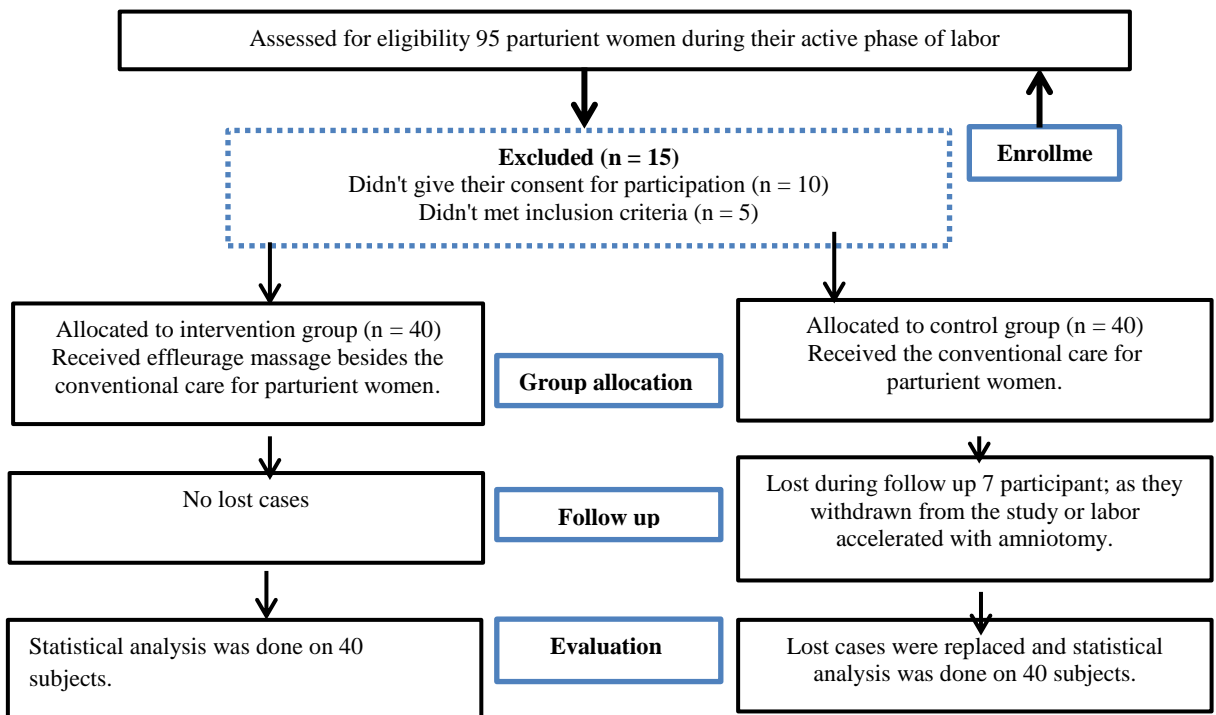 Assessed for eligibility 95 parturient women during their active phase of labor
Excluded (n = 15)
Didn't give their consent for participation (n = 10)
Didn't met inclusion criteria (n = 5)
Enrollme
Allocated to intervention group (n = 40)
Received effleurage massage besides the
conventional care for parturient women.
Group allocation
Allocated to control group (n = 40)
Received the conventional care for
parturient women.
No lost cases
Follow up
Lost during follow up 7 participant; as they
withdrawn from the study or labor
accelerated with amniotomy.
Statistical analysis was done on 40
subjects.
Evaluation
Lost cases were replaced and statistical
analysis was done on 40 subjects.